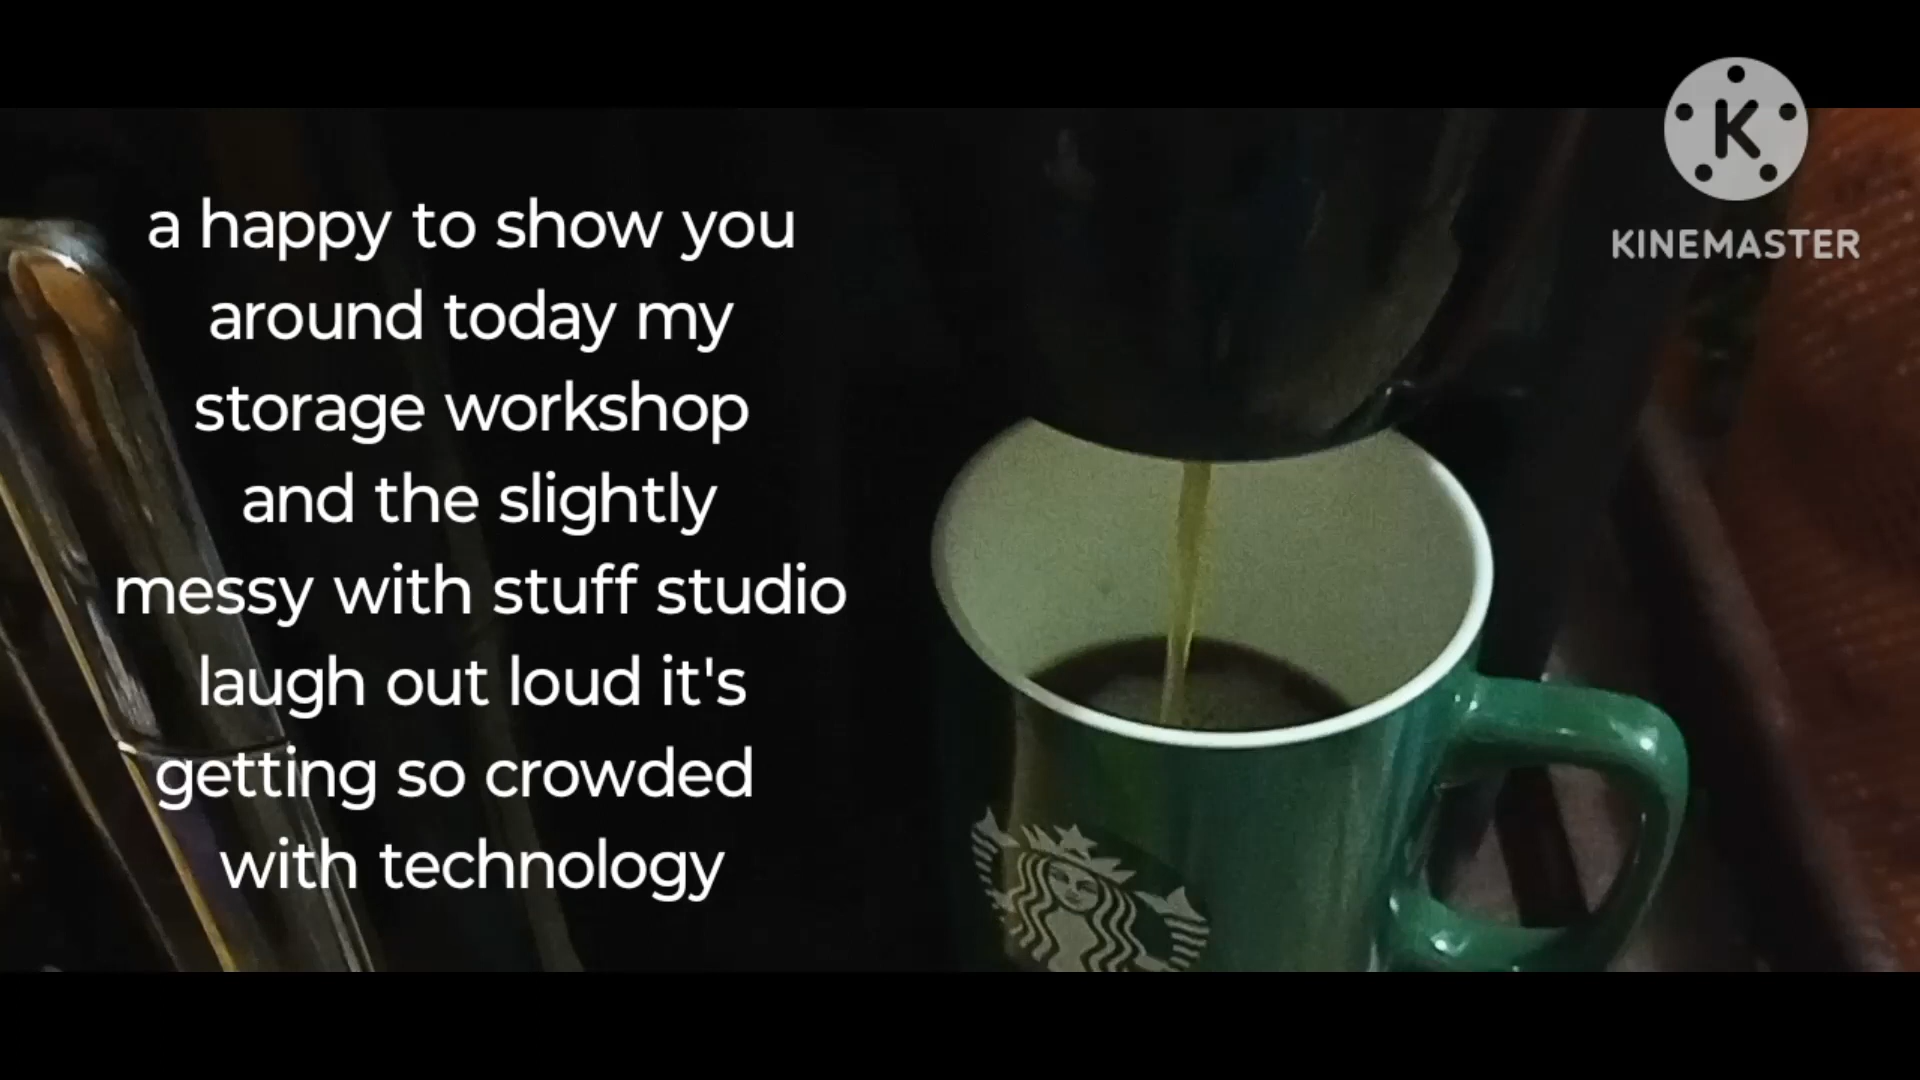 a happy to show you
around today my
storage workshop
and the slightly
messy with stuff studio
laugh out loud it's
getting so crowded
with technology
K
KINEMASTER